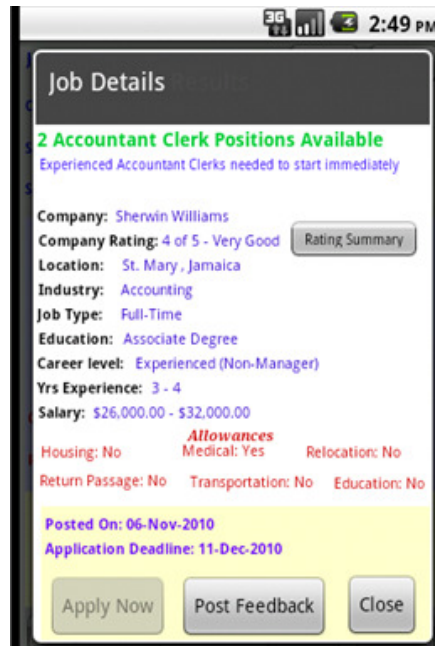 3G 2:49 PM
Job Details
2 Accountant Clerk Positions Available
Experienced Accountant Clerks needed to start immediately
Company: Sherwin Williams
Company Rating: 4 of 5 - Very Good Rating Summary
Location: St. Mary , Jamaica
Industry: Accounting
Job Type: Full-Time
Education: Associate Degree
Career level: Experienced (Non-Manager)
Yrs Experience: 3 - 4
Salary: $26,000.00 - $32,000.00
Allowances
Housing: No Medical: Yes Relocation: No
Return Passage: No Transportation: No Education: No
Posted On: 06-Nov-2010
Application Deadline: 11-Dec-2010
Apply Now Post Feedback Close